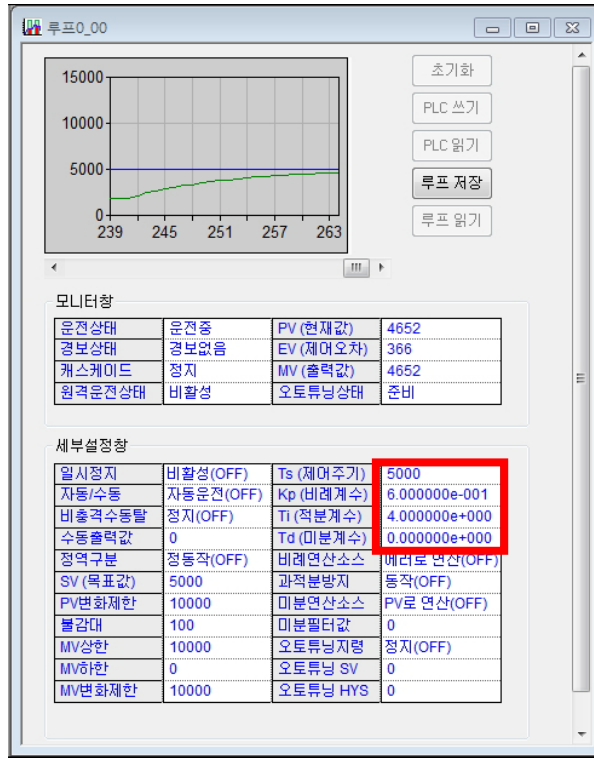 루프0_00
초기화
15000
PLC 쓰기
10000
PLC 읽기
5000
루프 저장
0
루프 읽기
239 245 251 257 263
모니터창
운전상태 운전중 PV (현재값) 4652
경보상태 경보없음 EV (제어오차) 366
캐스케이드 정지 MV (출력값) 4652
원격운전상태 비활성 오토튜닝상태 준비
세부설정창
일시정지 비활성(OFF) Ts (제어주기) 5000
자동/수동 자동운전(OFF) Kp (비례계수) 6.000000e-001
비충격수동탈 정지(OFF) Ti (적분계수) 4.000000e+000
수동출력값 0 Td (미분계수) 0.000000e+000
정역구분 정동작(OFF) 비례연산소스 에러로 연산(OFF)
SV (목표값) 5000 과적분방지 동작(OFF)
PV변화제한 10000 미분연산소스 PV로 연산(OFF)
불감대 100 미분필터값 0
MV상한 10000 오토튜닝지령 정지(OFF)
MV하한 0 오토튜닝 SV 0
MV변화제한 10000 오토튜닝 HYS 0